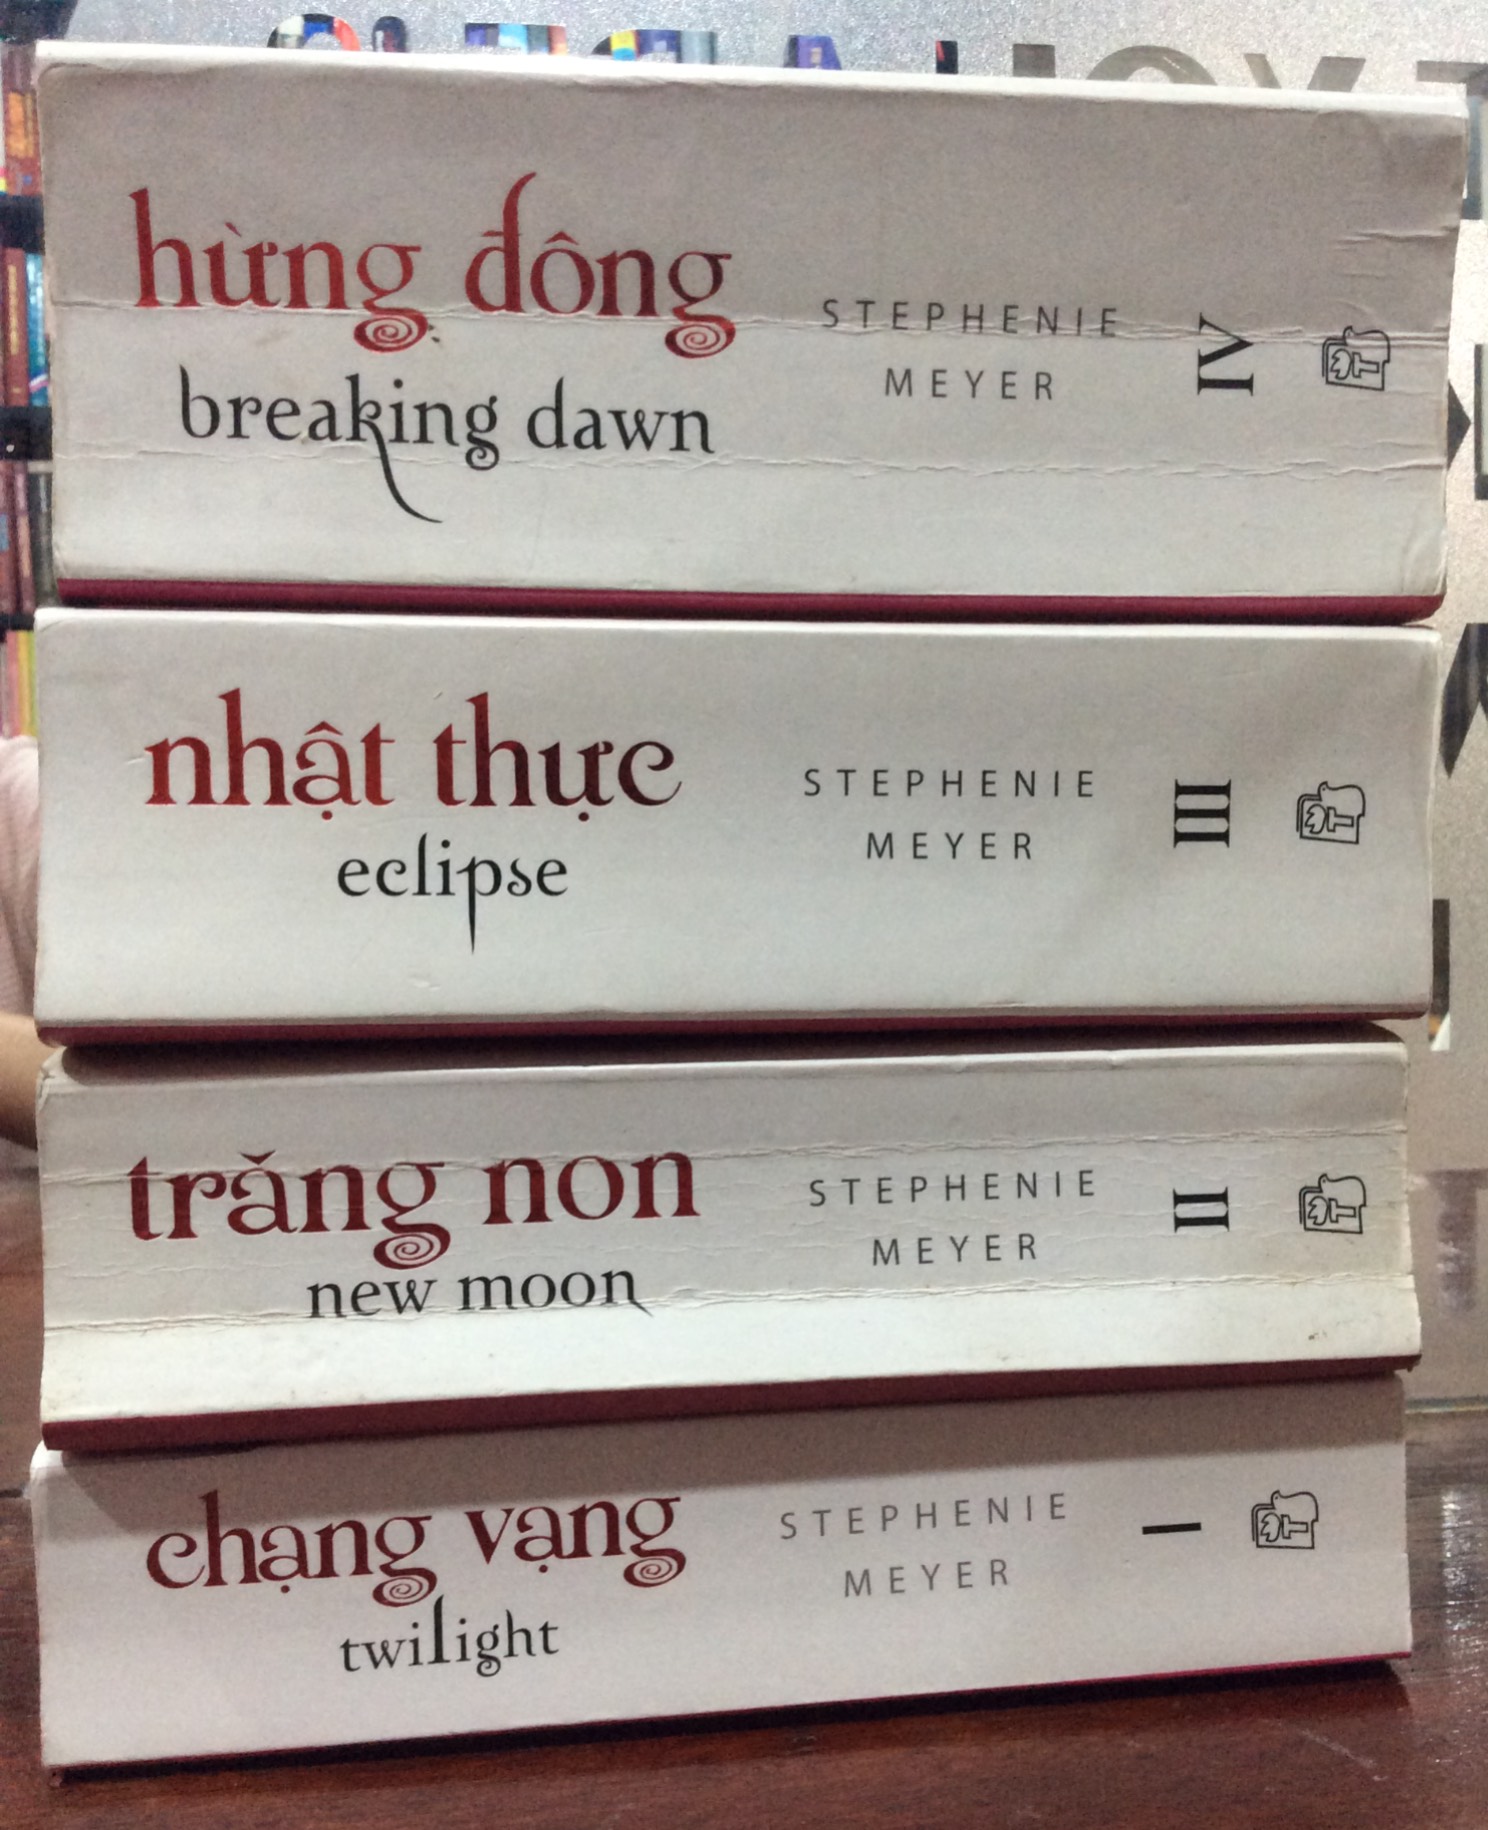 hừng đông
breaking dawn
STEPHENIE
MEYER
IV
nhật thực
eclipse
STEPHENIE
MEYER
III
trăng non
new moon
STEPHENIE
MEYER
II
chạng vạng
twilight
STEPHENIE
MEYER
I